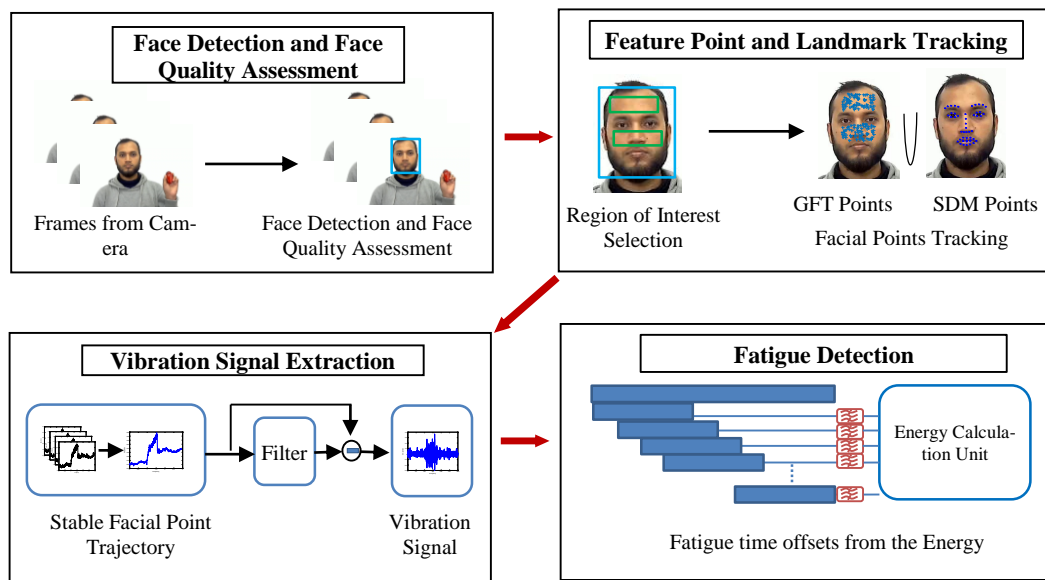 Face Detection and Face
Quality Assessment
Frames from Cam-
era
Face Detection and Face
Quality Assessment
Feature Point and Landmark Tracking
Region of Interest
Selection
GFT Points
SDM Points
Facial Points Tracking
Vibration Signal Extraction
Filter
Stable Facial Point
Trajectory
Vibration
Signal
Fatigue Detection
Energy Calcula-
tion Unit
Fatigue time offsets from the Energy